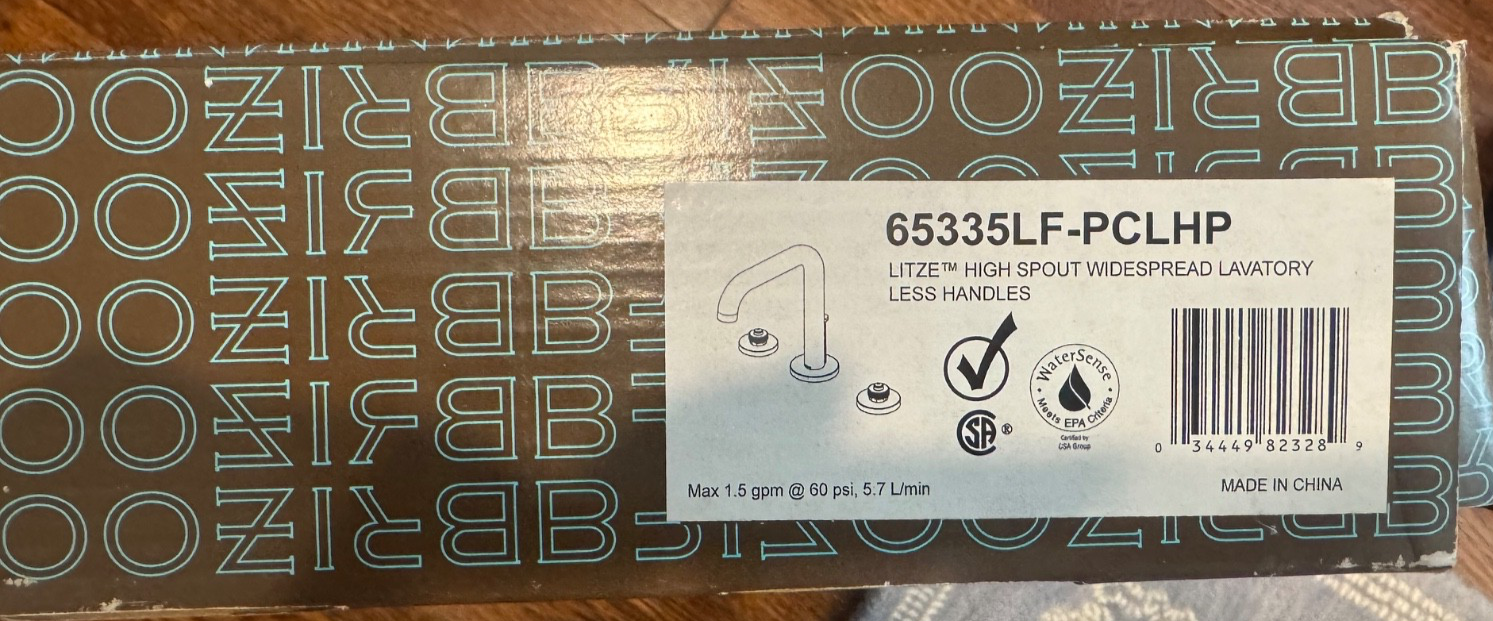 BRIZO
65335LF-PCLHP
LITZE™ HIGH SPOUT WIDESPREAD LAVATORY
LESS HANDLES
SA®
WaterSense
Meets EPA Criteria
Certified by
CSA Group
0 34449 82328 9
Max 1.5 gpm @ 60 psi, 5.7 L/min
MADE IN CHINA